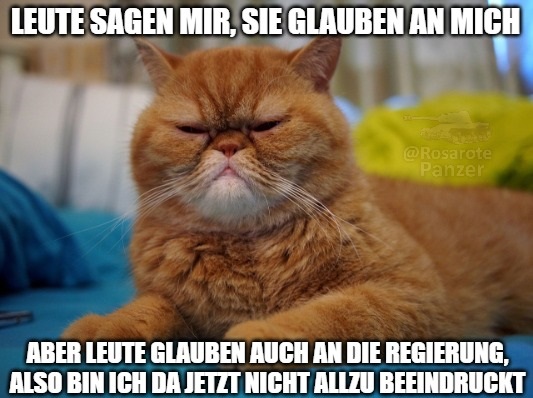 LEUTE SAGEN MIR, SIE GLAUBEN AN MICH
@Rosarote
Panzer
ABER LEUTE GLAUBEN AUCH AN DIE REGIERUNG,
ALSO BIN ICH DA JETZT NICHT ALLZU BEEINDRUCKT